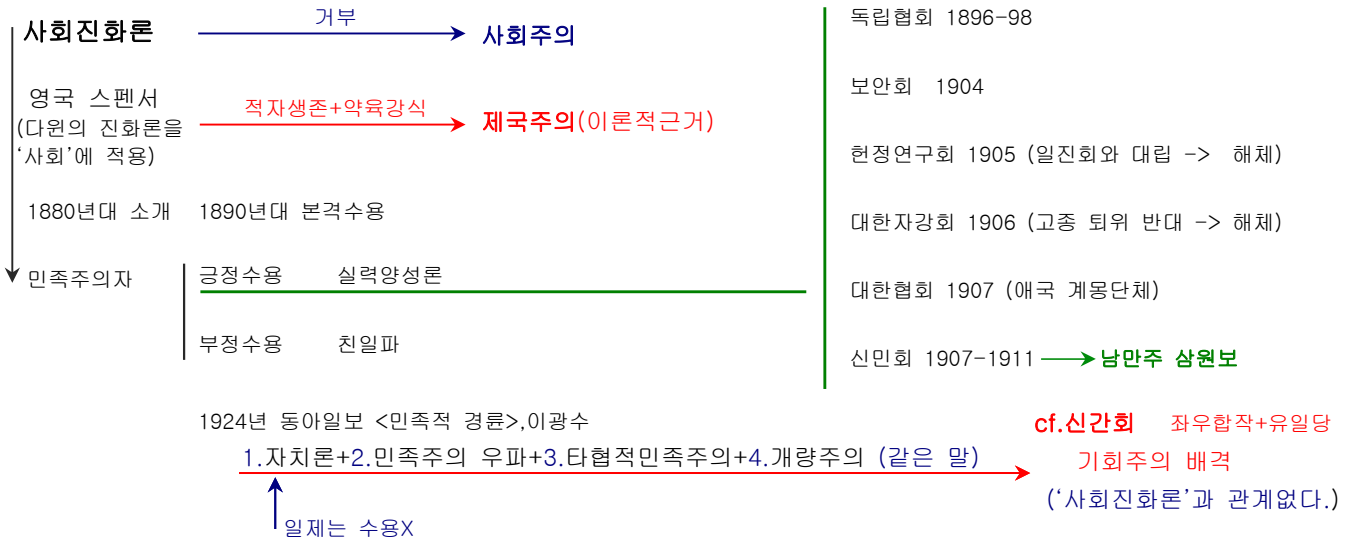 사회진화론
거부
사회주의
영국 스펜서
(다윈의 진화론을
‘사회’에 적용)
적자생존+약육강식
제국주의(이론적근거)
1880년대 소개 1890년대 본격수용
민족주의자
긍정수용 실력양성론
부정수용 친일파
독립협회 1896-98
보안회 1904
헌정연구회 1905 (일진회와 대립 -> 해체)
대한자강회 1906 (고종 퇴위 반대 -> 해체)
대한협회 1907 (애국 계몽단체)
신민회 1907-1911
남만주 삼원보
1924년 동아일보 <민족적 경륜>,이광수
1.자치론+2.민족주의 우파+3.타협적민족주의+4.개량주의 (같은 말)
일제는 수용X
cf.신간회 좌우합작+유일당
기회주의 배격
(‘사회진화론’과 관계없다.)